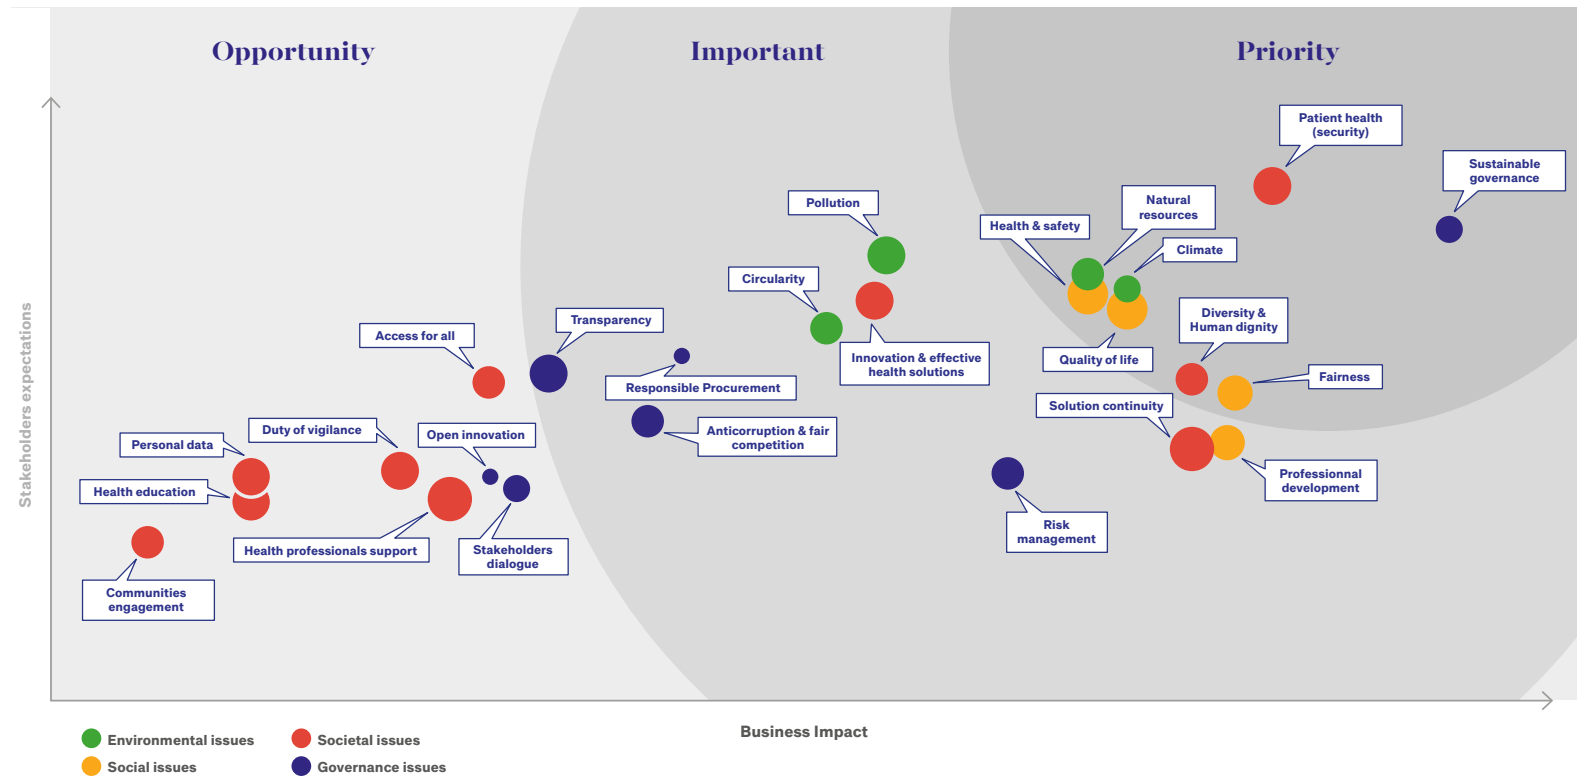 Opportunity
Important
Priority
Patient health
(security)
Sustainable
governance
Pollution
Natural
resources
Health & safety
Climate
Circularity
Transparency
Diversity &
Human dignity
Access for all
Innovation & effective
health solutions
Quality of life
Responsible Procurement
Fairness
Solution continuity
Duty of vigilance
Open innovation
Anticorruption & fair
competition
Personal data
Health education
Professionnal
development
Risk
management
Health professionals support
Stakeholders
dialogue
Communities
engagement
Stakeholders expectations
Business Impact
Environmental issues
Societal issues
Social issues
Governance issues